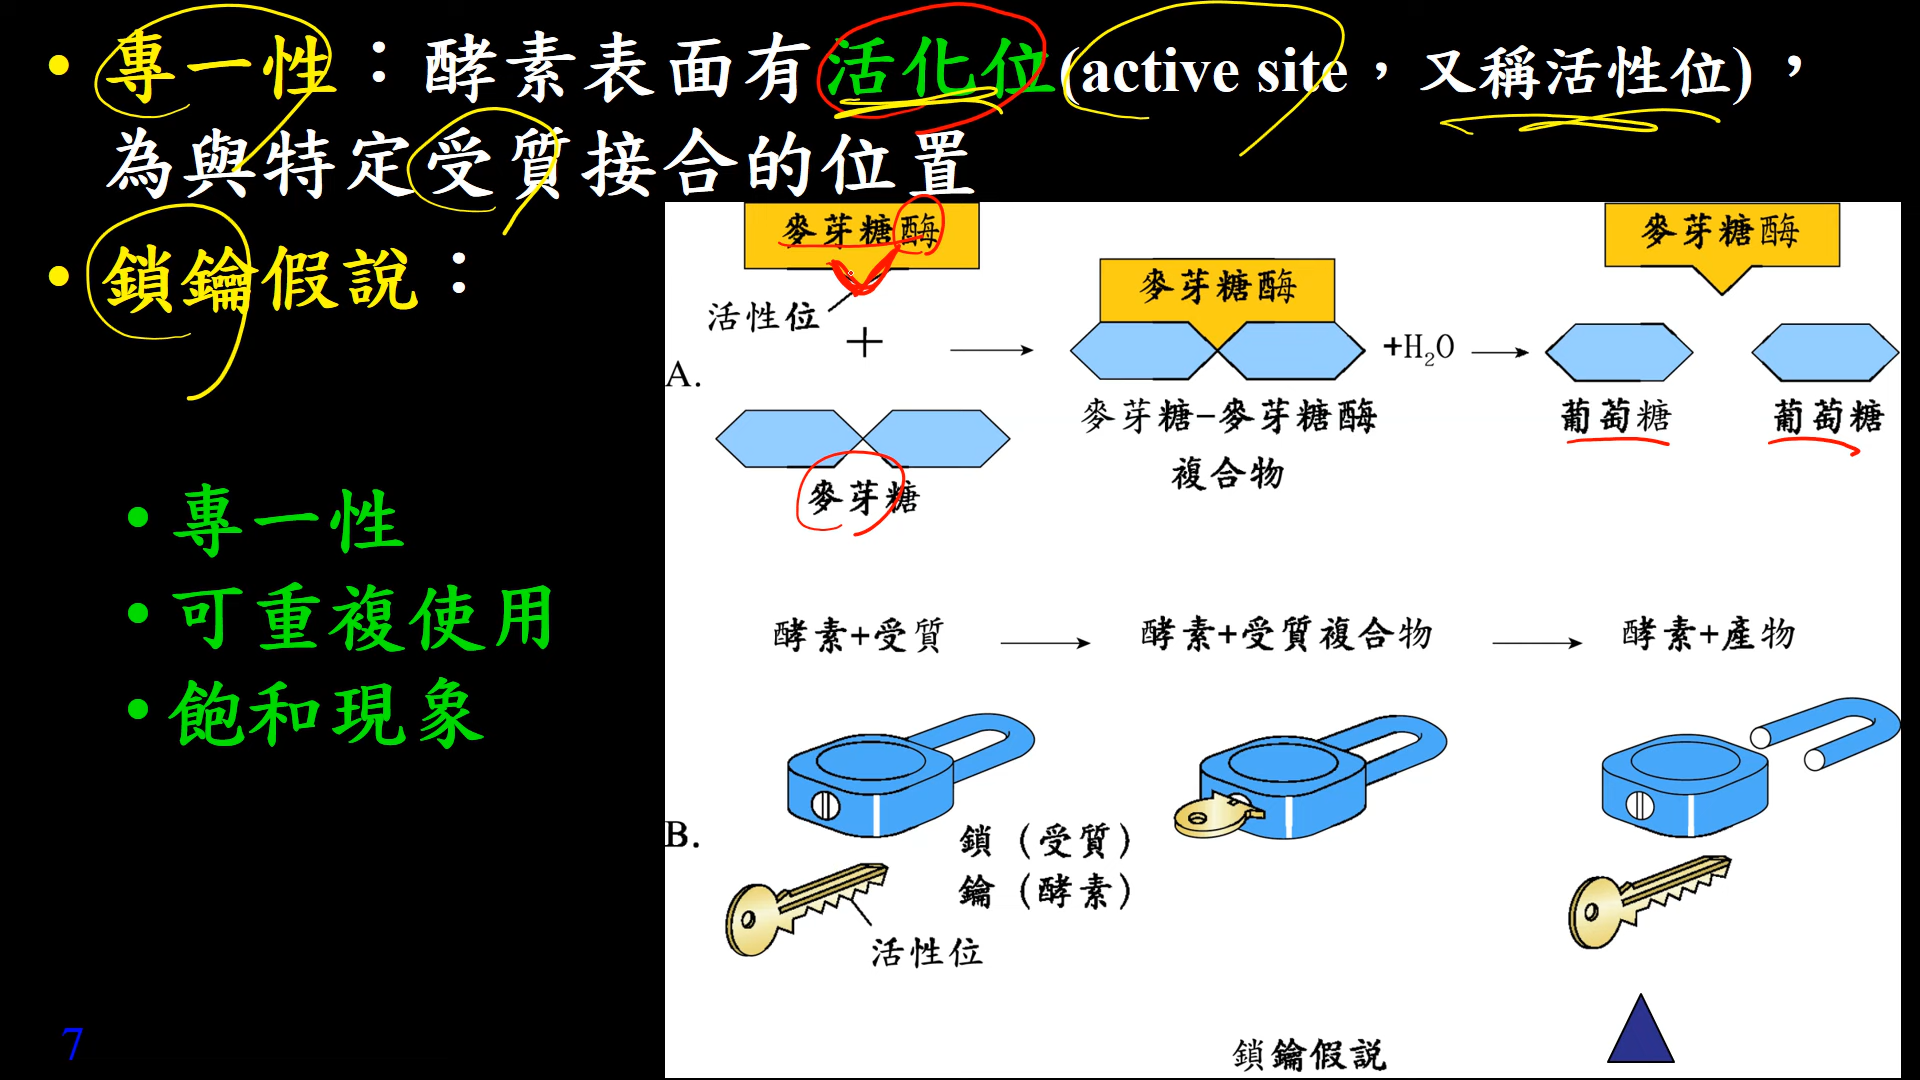 • 專一性：酵素表面有活化位(active site，又稱活性位)，
為與特定受質接合的位置
• 鎖鑰假說：
• 專一性
• 可重複使用
• 飽和現象
7
麥芽糖酶
活性位
+
A.
麥芽糖
麥芽糖酶
+H₂O
麥芽糖-麥芽糖酶
複合物
麥芽糖酶
葡萄糖
葡萄糖
酵素+受質
酵素+受質複合物
酵素+產物
B.
鎖（受質）
鑰（酵素）
活性位
鎖鑰假說